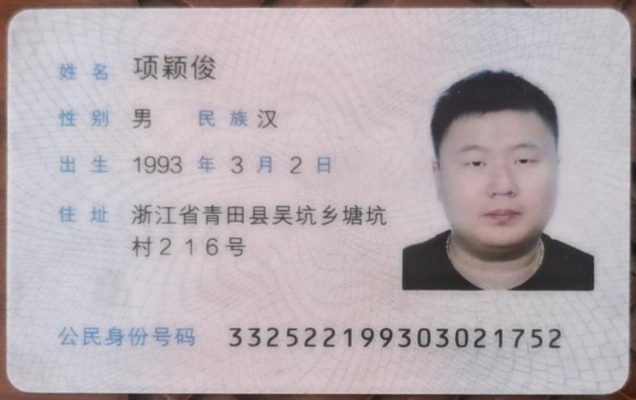 姓名 项颖俊
性别 男 民族 汉
出生 1993 年 3 月 2 日
住址 浙江省青田县吴坑乡塘坑
村216号
公民身份号码 332522199303021752